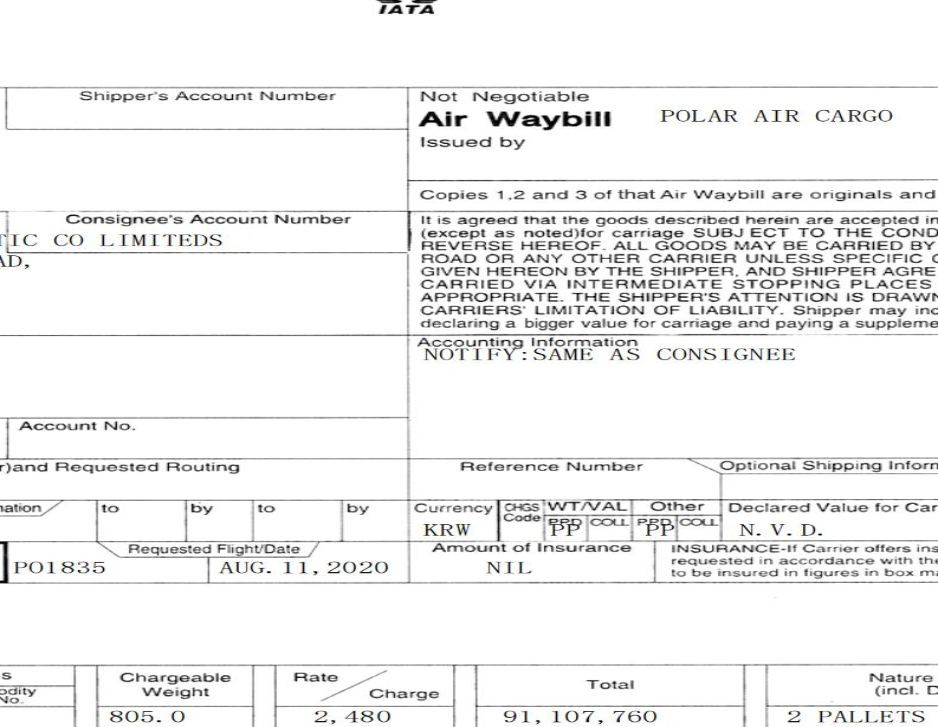 IATA
Shipper's Account Number
Not Negotiable
Air Waybill POLAR AIR CARGO
Issued by
Copies 1,2 and 3 of that Air Waybill are originals and
Consignee's Account Number
TIC CO LIMITEDS
AD,
It is agreed that the goods described herein are accepted in
(except as noted)for carriage SUBJECT TO THE COND
REVERSE HEREOF. ALL GOODS MAY BE CARRIED BY
ROAD OR ANY OTHER CARRIER UNLESS SPECIFIC
GIVEN HEREON BY THE SHIPPER, AND SHIPPER AGRE
CARRIED VIA INTERMEDIATE STOPPING PLACES
APPROPRIATE. THE SHIPPER'S ATTENTION IS DRAWN
CARRIERS' LIMITATION OF LIABILITY. Shipper may inc
declaring a bigger value for carriage and paying a suppleme
Accounting Information
NOTIFY:SAME AS CONSIGNEE
Account No.
r)and Requested Routing
Reference Number
Optional Shipping Inform
nation
to
by
to
by
Currency
CHGS Code
WT/VAL
Other
Declared Value for Car
PPD COLL PPD COLL
KRW
PP
PP
N.V.D.
Requested Flight/Date
Amount of Insurance
INSURANCE-If Carrier offers ins
requested in accordance with the
to be insured in figures in box ma
PO1835
AUG.11,2020
NIL
s
odity
No.
Chargeable
Weight
Rate
Charge
Total
Nature
(incl. D
805.0
2,480
91,107,760
2 PALLETS